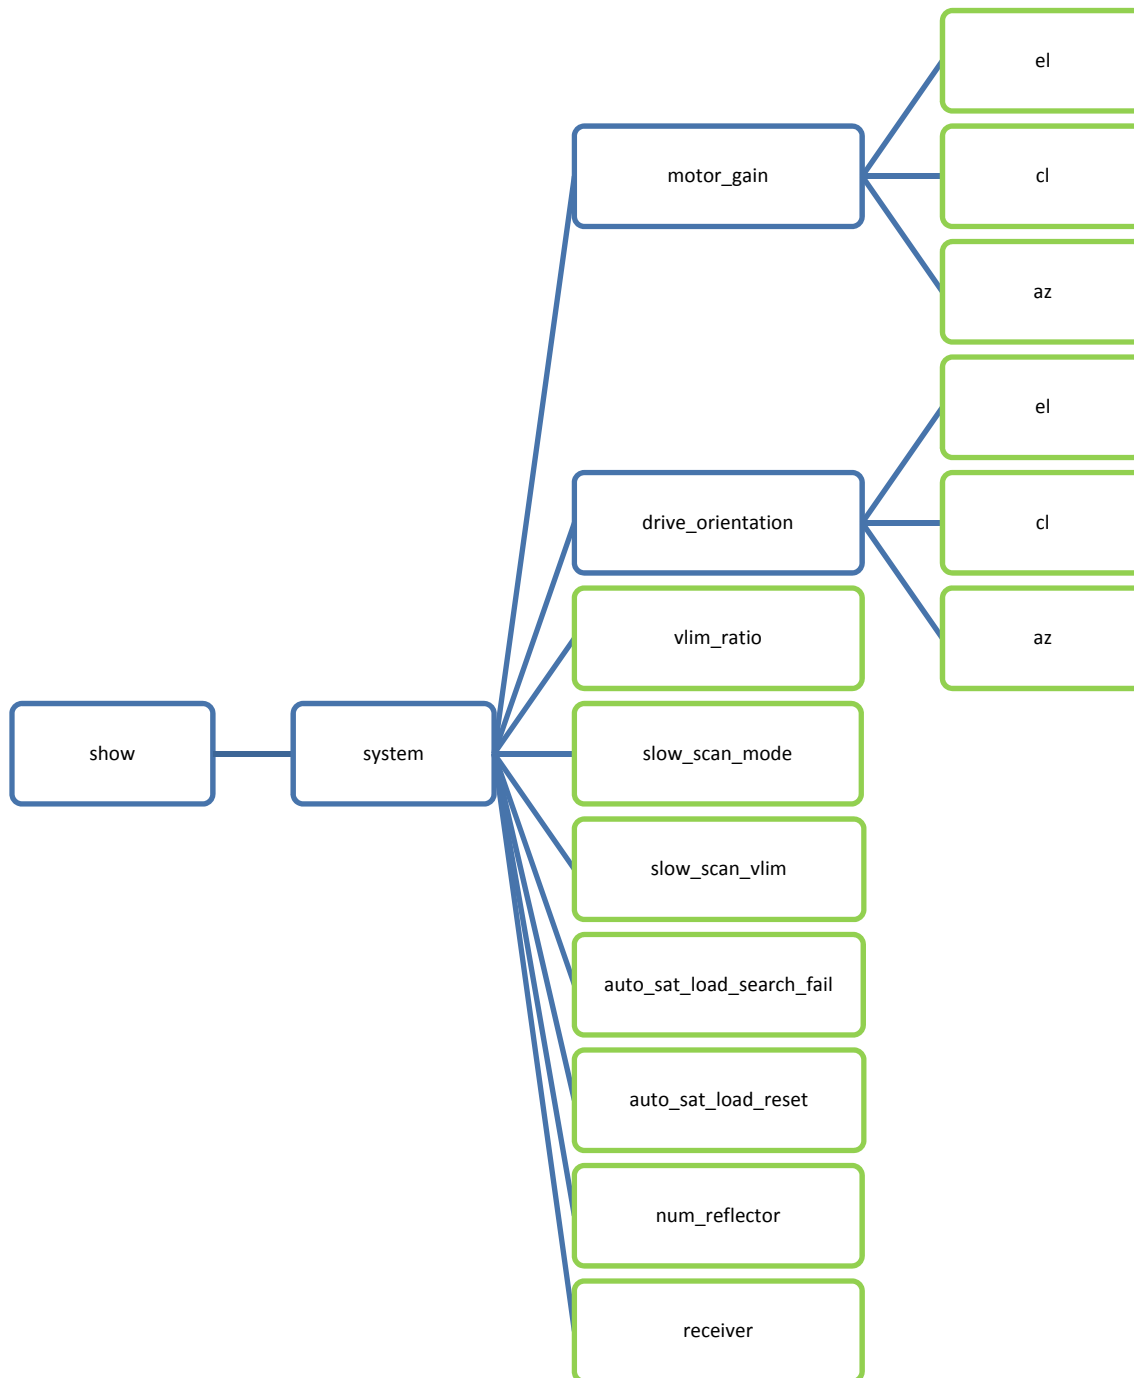 el
motor_gain
cl
az
el
drive_orientation
cl
vlim_ratio
az
show
system
slow_scan_mode
slow_scan_vlim
auto_sat_load_search_fail
auto_sat_load_reset
num_reflector
receiver